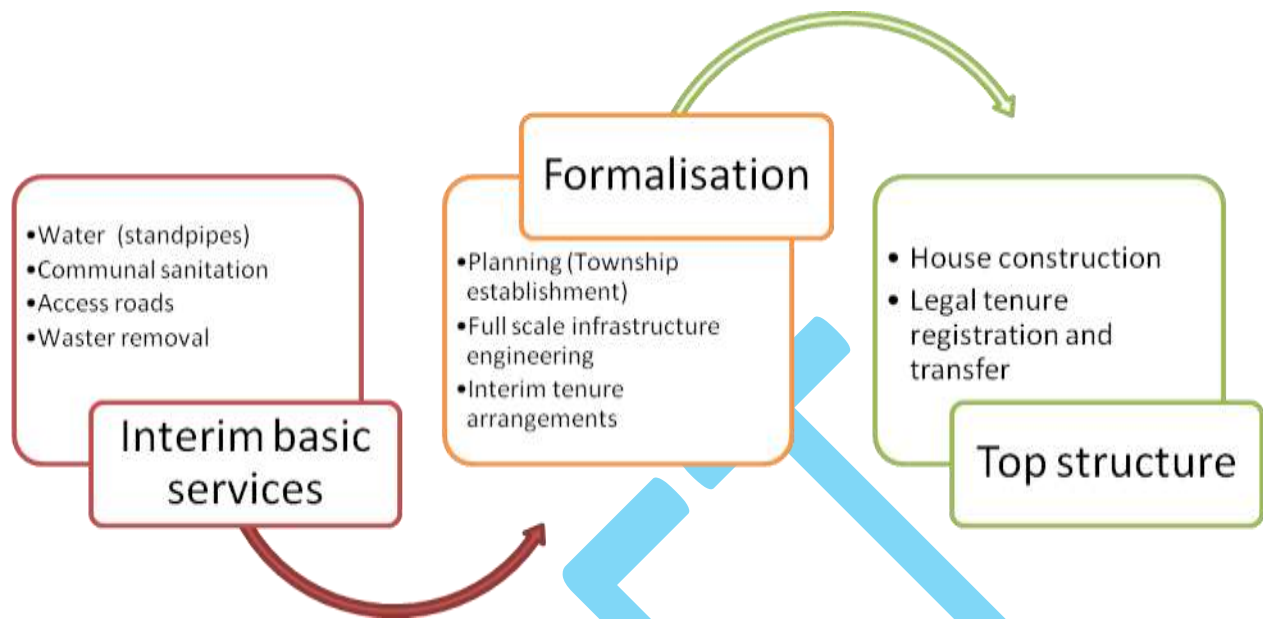 •Water (standpipes)
•Communal sanitation
•Access roads
•Waster removal
Interim basic
services
Formalisation
•Planning (Township
establishment)
•Full scale infrastructure
engineering
•Interim tenure
arrangements
• House construction
• Legal tenure
registration and
transfer
Top structure